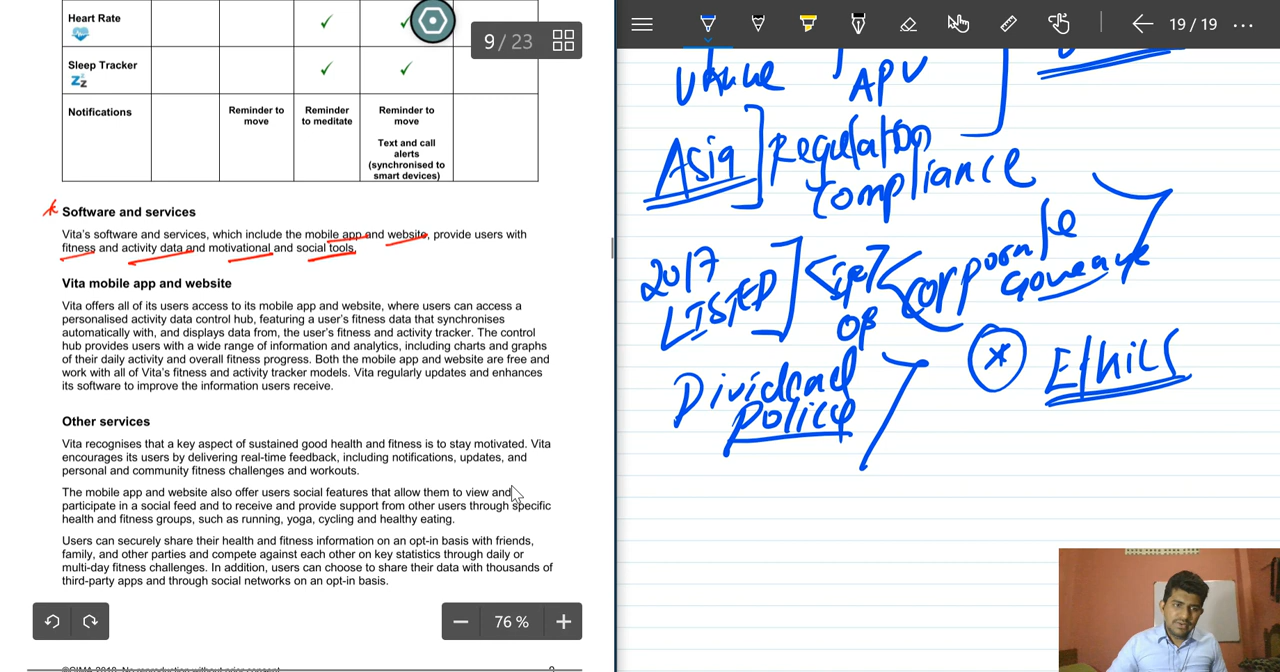 Heart Rate
✓ ✓
9 / 23
Sleep Tracker
Zz
✓ ✓
Notifications
Reminder to move
Reminder to meditate
Reminder to move
Text and call alerts (synchronised to smart devices)
Software and services
Vita's software and services, which include the mobile app and website, provide users with
fitness and activity data and motivational and social tools.
Vita mobile app and website
Vita offers all of its users access to its mobile app and website, where users can access a
personalised activity data control hub, featuring a user's fitness data that synchronises
automatically with, and displays data from, the user's fitness and activity tracker. The control
hub provides users with a wide range of information and analytics, including charts and graphs
of their daily activity and overall fitness progress. Both the mobile app and website are free and
work with all of Vita's fitness and activity tracker models. Vita regularly updates and enhances
its software to improve the information users receive.
Other services
Vita recognises that a key aspect of sustained good health and fitness is to stay motivated. Vita
encourages its users by delivering real-time feedback, including notifications, updates, and
personal and community fitness challenges and workouts.
The mobile app and website also offer users social features that allow them to view and
participate in a social feed and to receive and provide support from other users through specific
health and fitness groups, such as running, yoga, cycling and healthy eating.
Users can securely share their health and fitness information on an opt-in basis with friends,
family, and other parties and compete against each other on key statistics through daily or
multi-day fitness challenges. In addition, users can choose to share their data with thousands of
third-party apps and through social networks on an opt-in basis.
76 %
19 / 19
APV
Regulation
Compliance
2017
LISTED
Corporate
Dividend
Policy
Ethics